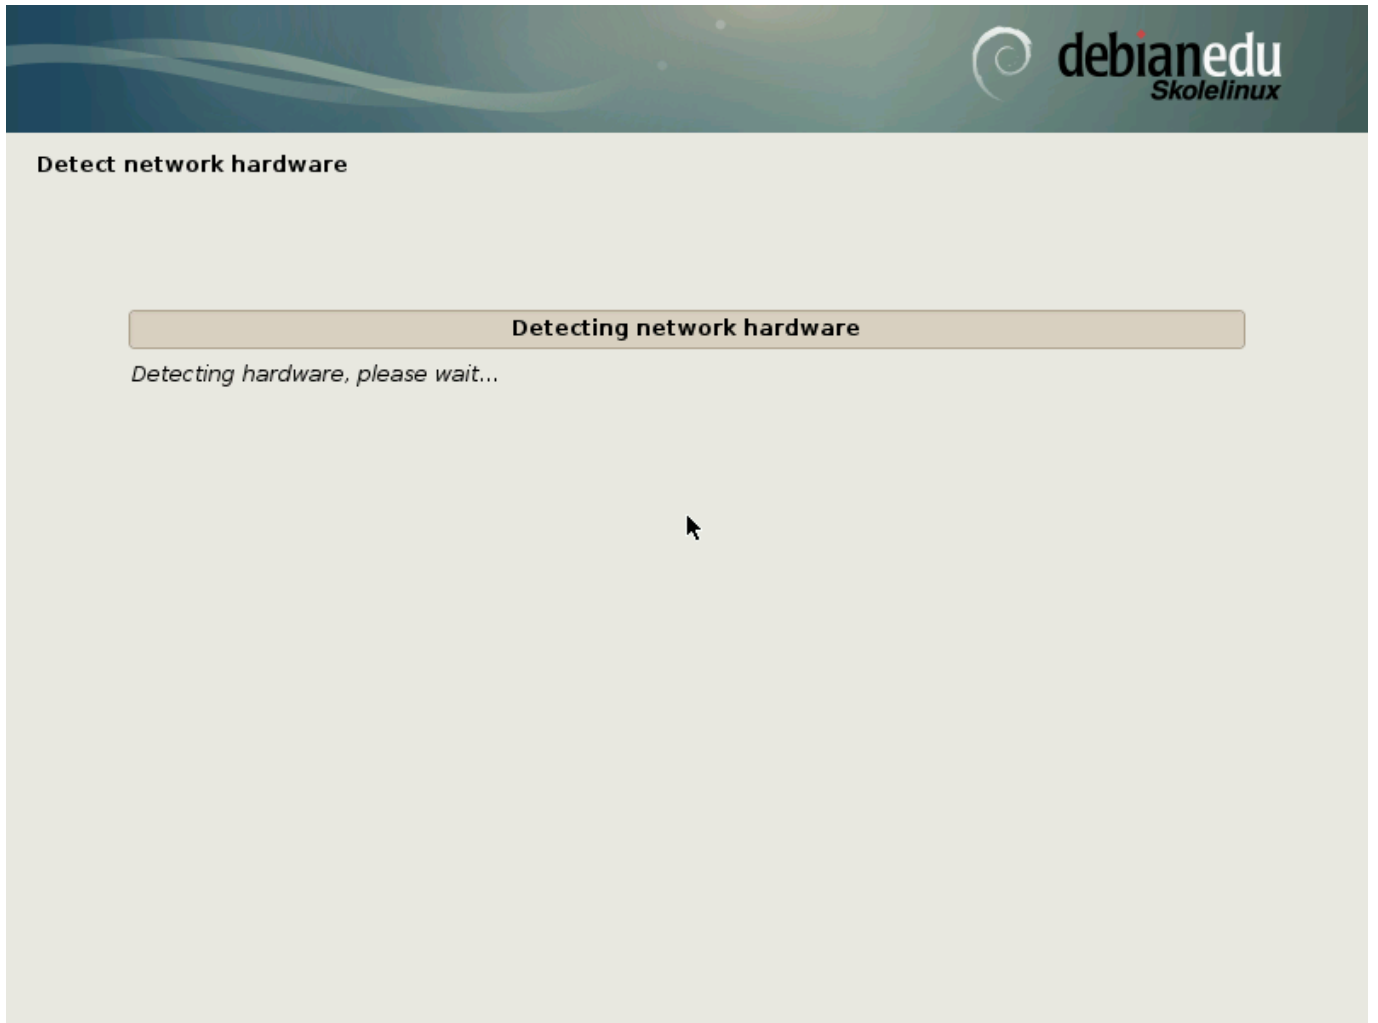 debianedu
Skolelinux
Detect network hardware
Detecting network hardware
Detecting hardware, please wait...